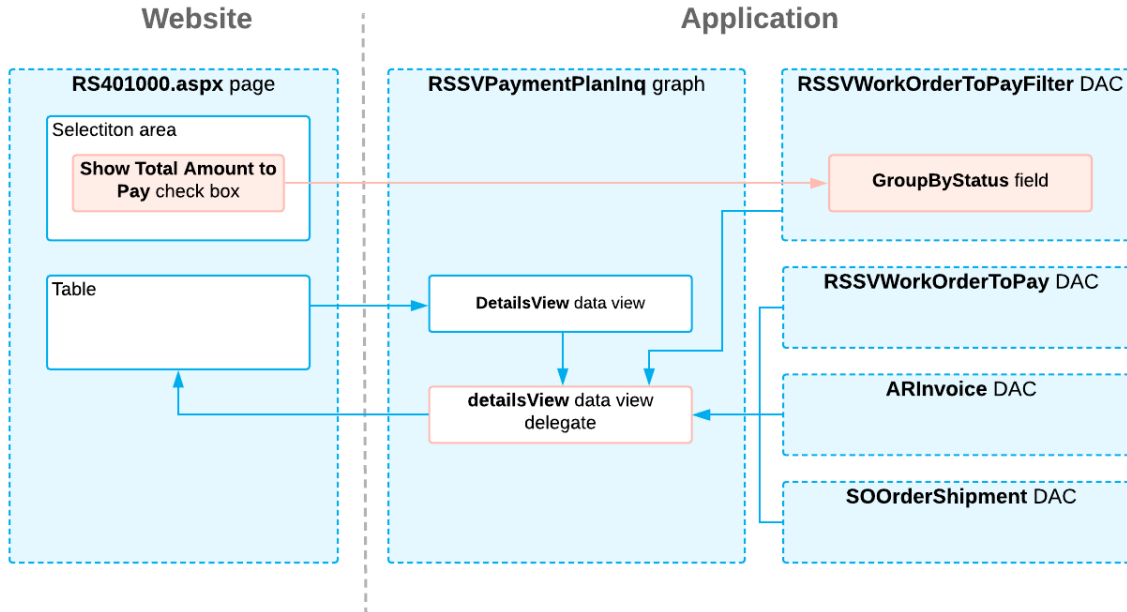 Website
Application
RS401000.aspx page
Selectiton area
Show Total Amount to
Pay check box
Table
RSSVPaymentPlanInq graph
DetailsView data view
detailsView data view
delegate
RSSVWorkOrderToPayFilter DAC
GroupByStatus field
RSSVWorkOrderToPay DAC
ARInvoice DAC
SOOrderShipment DAC